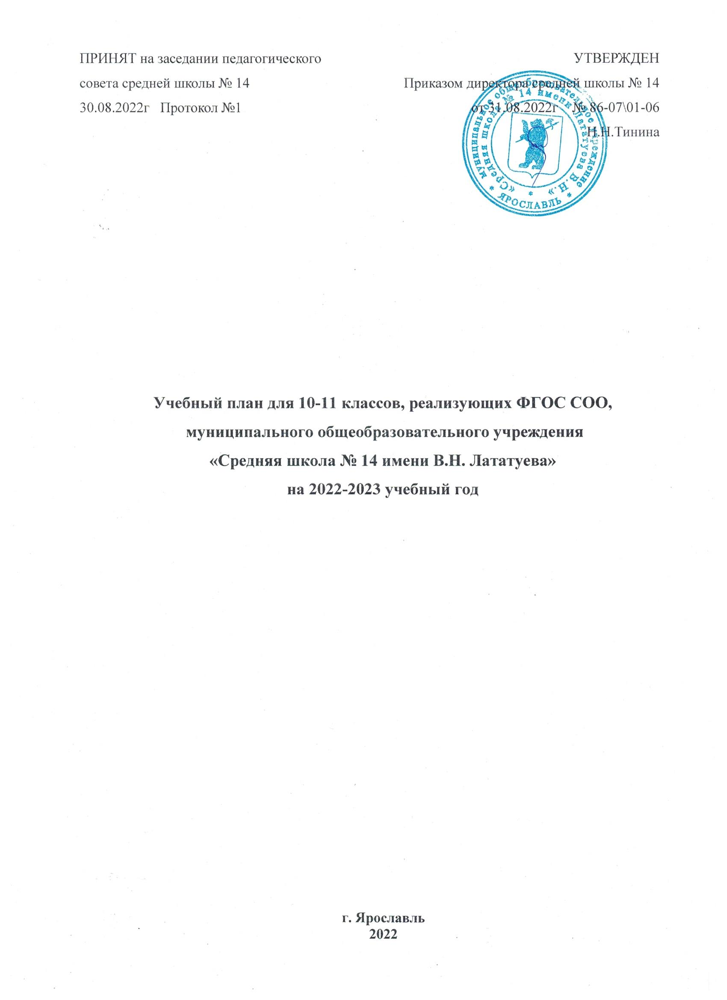 ПРИНЯТ на заседании педагогического
совета средней школы № 14
30.08.2022г Протокол №1
УТВЕРЖДЕН
Приказом директора средней школы № 14
от 31.08.2022г № 86-07\01-06
Н.Н.Тинина
муниципальное общеобразовательное учреждение
* ЯРОСЛАВЛЬ *
«Средняя школа № 14 имени Лататуева В.Н.»
*
Учебный план для 10-11 классов, реализующих ФГОС СОО,
муниципального общеобразовательного учреждения
«Средняя школа № 14 имени В.Н. Лататуева»
на 2022-2023 учебный год
г. Ярославль
2022